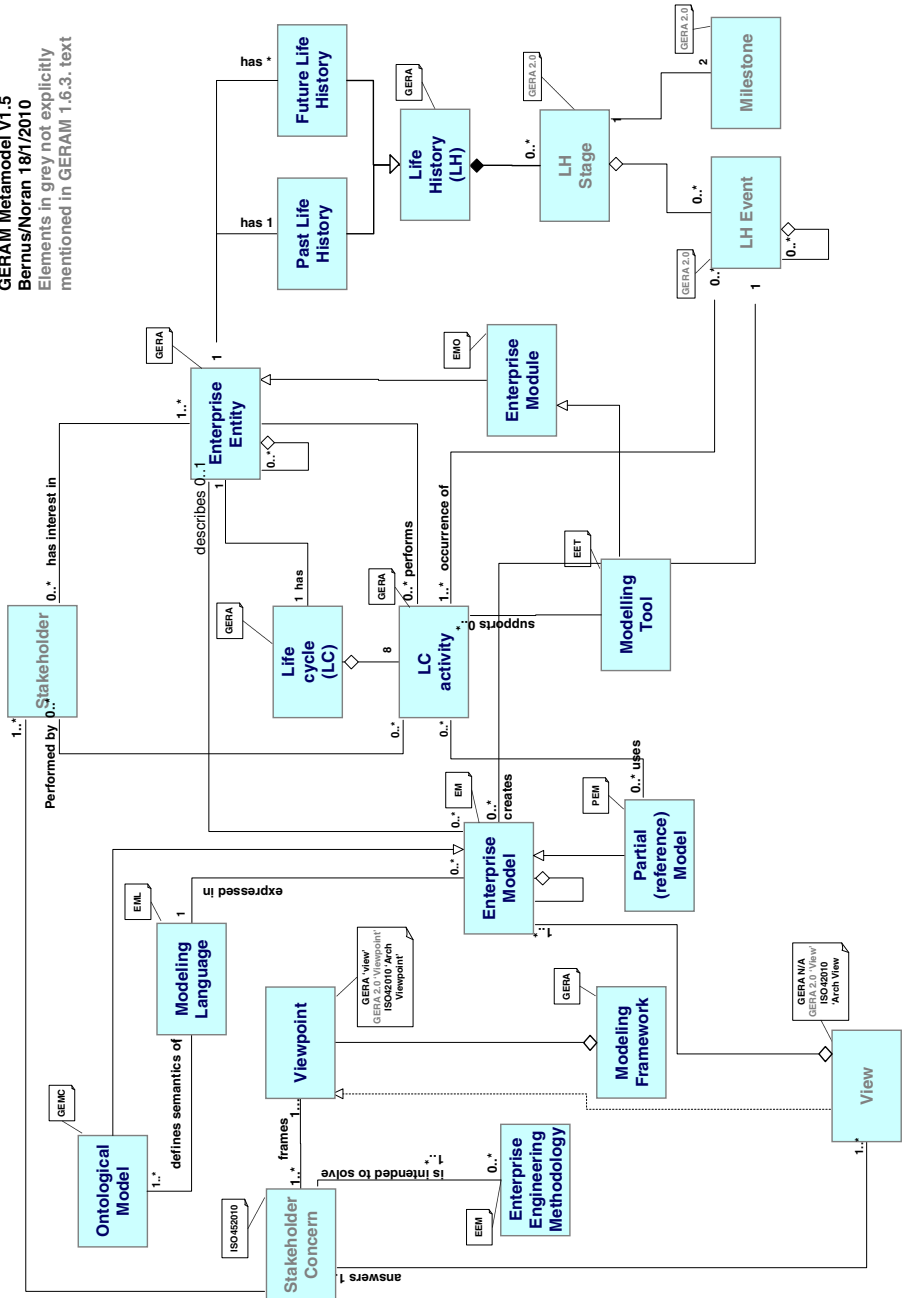 GERAM Metamodel V1.5
Bernus/Noran 18/1/2010
Elements in grey not explicitly
mentioned in GERAM 1.6.3. text
Stakeholder
1..*
Performed by 0..*
0..* has interest in
1..*
GERA
Enterprise
Entity
0..*
describes 0..1
1
1
has 1
has *
Past Life
History
Future Life
History
GERA
Life
History
(LH)
0..*
GERA 2.0
LH
Stage
1
2
GERA 2.0
Milestone
0..*
GERA 2.0
LH Event
0..*
0..*
1
EMO
Enterprise
Module
GERA
1 has
Life
cycle
(LC)
8
GERA
0..* performs
1..* occurrence of
LC
activity
0..*
0..*
supports 0..*
EET
Modelling
Tool
EM
0..*
0..*
0..*
creates
Enterprise
Model
1..*
PEM
0..* uses
Partial
(reference)
Model
EML
1
expressed in
Modeling
Language
defines semantics of
GEMC
Ontological
Model
1..*
GERA 'view'
GERA 2.0 'Viewpoint'
ISO42010 'Arch
Viewpoint'
Viewpoint
GERA
Modeling
Framework
GERA N/A
GERA 2.0 'View'
ISO42010
'Arch View
View
1..*
frames
1...
1..*
is intended to solve
1..*
0..*
EEM
Enterprise
Engineering
Methodology
ISO452010
Stakeholder
Concern
answers 1..